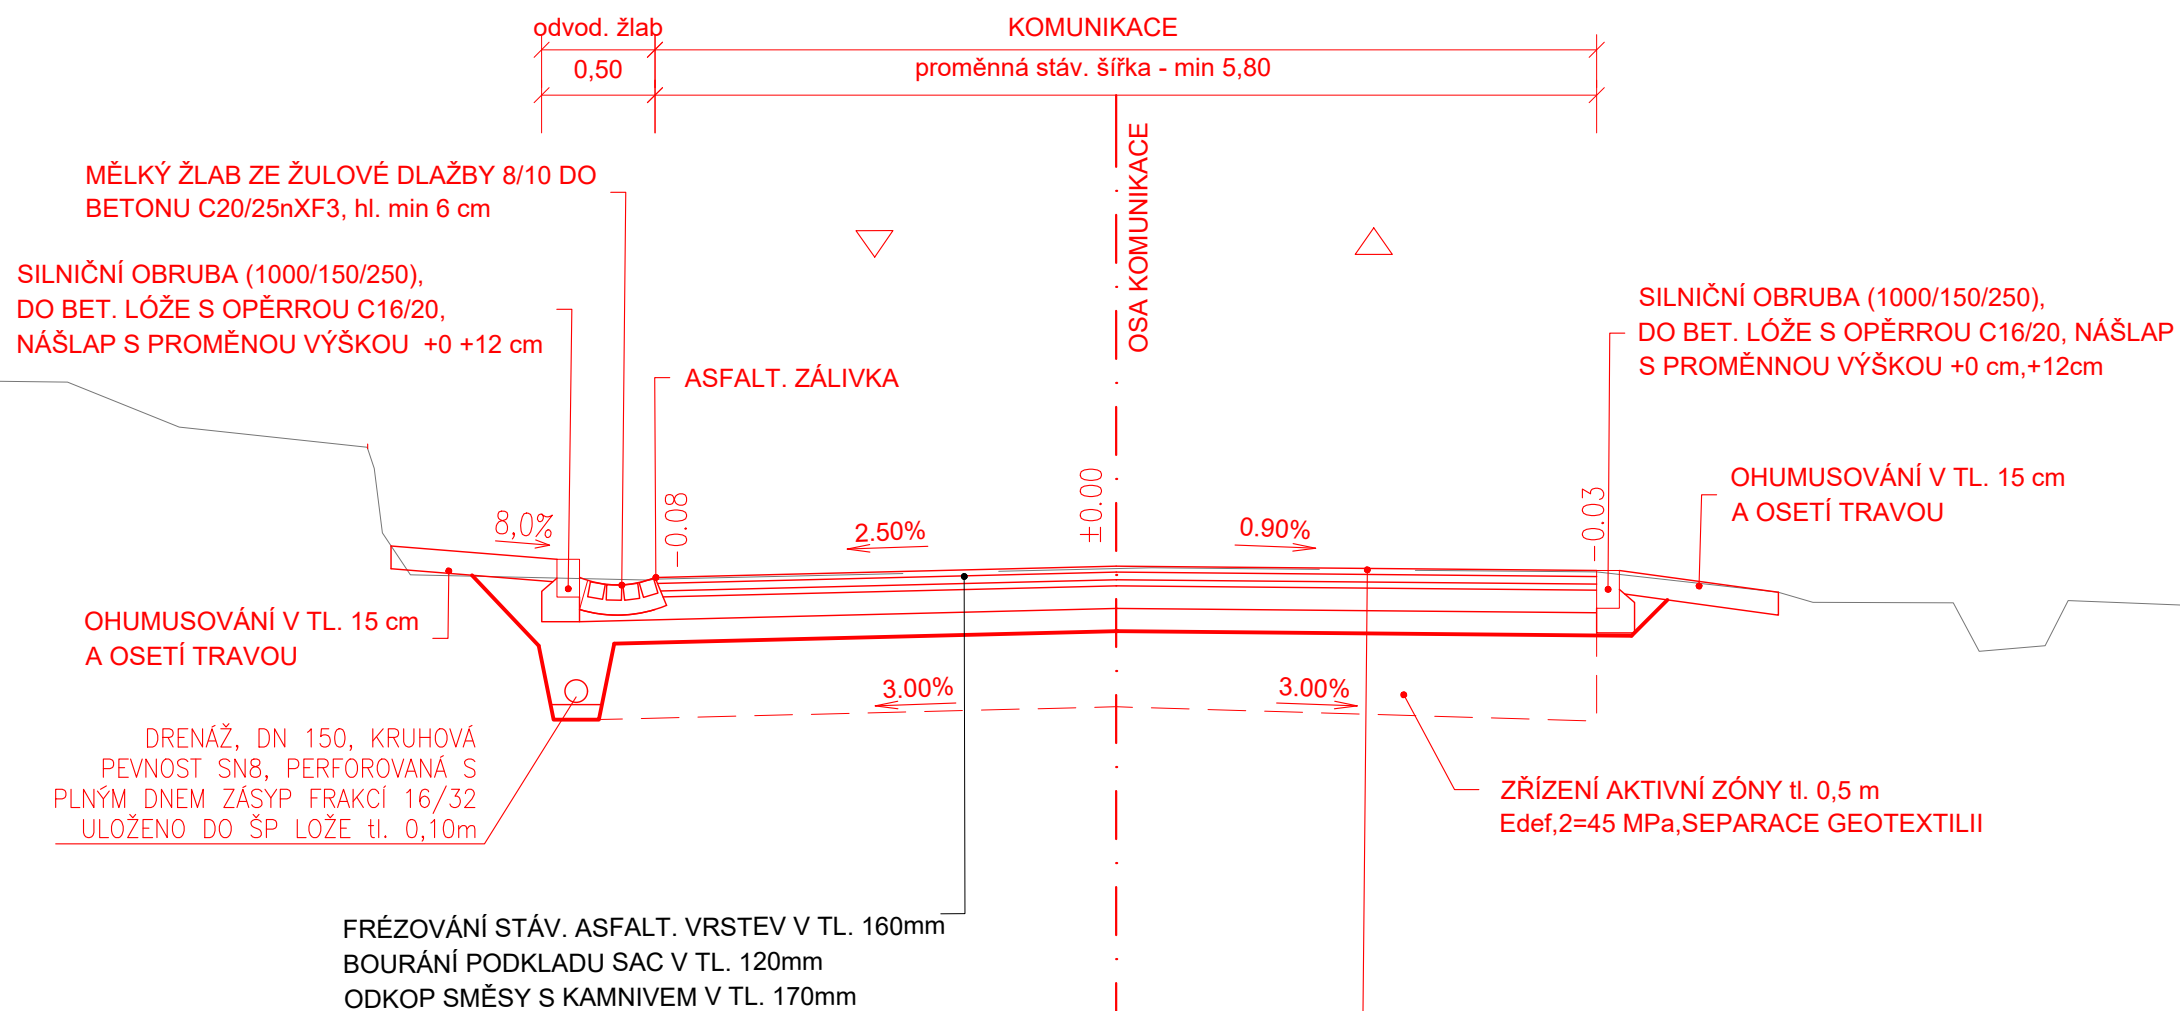 odvod. žlab
KOMUNIKACE
0,50
proměnná stáv. šířka - min 5,80
OSA KOMUNIKACE
MĚLKÝ ŽLAB ZE ŽULOVÉ DLAŽBY 8/10 DO
BETONU C20/25nXF3, hl. min 6 cm
SILNIČNÍ OBRUBA (1000/150/250),
DO BET. LÓŽE S OPĚRROU C16/20,
NÁŠLAP S PROMĚNOU VÝŠKOU +0 +12 cm
ASFALT. ZÁLIVKA
SILNIČNÍ OBRUBA (1000/150/250),
DO BET. LÓŽE S OPĚRROU C16/20, NÁŠLAP
S PROMĚNNOU VÝŠKOU +0 cm,+12cm
OHUMUSOVÁNÍ V TL. 15 cm
A OSETÍ TRAVOU
8,0%
-0.08
2.50%
±0.00
0.90%
-0.03
OHUMUSOVÁNÍ V TL. 15 cm
A OSETÍ TRAVOU
3.00%
3.00%
DRENÁŽ, DN 150, KRUHOVÁ
PEVNOST SN8, PERFOROVANÁ S
PLNÝM DNEM ZÁSYP FRAKCÍ 16/32
ULOŽENO DO ŠP LOŽE tl. 0,10m
ZŘÍZENÍ AKTIVNÍ ZÓNY tl. 0,5 m
Edef,2=45 MPa,SEPARACE GEOTEXTILII
FRÉZOVÁNÍ STÁV. ASFALT. VRSTEV V TL. 160mm
BOURÁNÍ PODKLADU SAC V TL. 120mm
ODKOP SMĚSY S KAMNIVEM V TL. 170mm